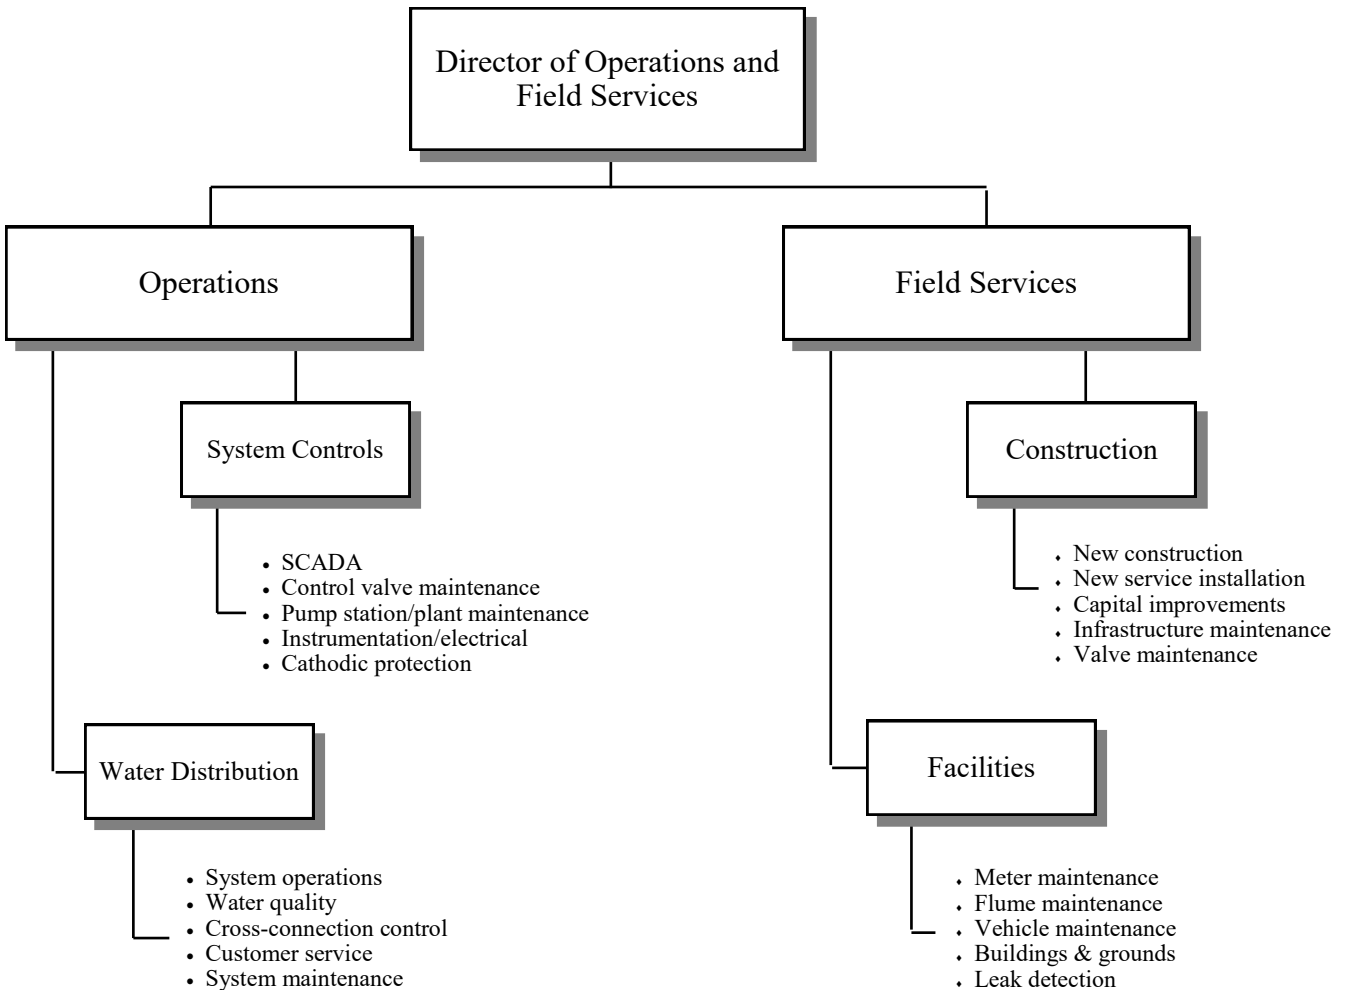 Director of Operations and
Field Services
Operations
Field Services
System Controls
Construction
• SCADA
• Control valve maintenance
• Pump station/plant maintenance
• Instrumentation/electrical
• Cathodic protection
⬧ New construction
⬧ New service installation
⬧ Capital improvements
⬧ Infrastructure maintenance
⬧ Valve maintenance
Water Distribution
Facilities
• System operations
• Water quality
• Cross-connection control
• Customer service
• System maintenance
⬧ Meter maintenance
⬧ Flume maintenance
⬧ Vehicle maintenance
⬧ Buildings & grounds
⬧ Leak detection